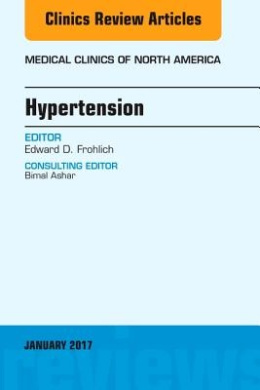 Clinics Review Articles
MEDICAL CLINICS OF NORTH AMERICA
Hypertension
EDITOR
Edward D. Frohlich
CONSULTING EDITOR
Bimal Ashar
JANUARY 2017
reviews